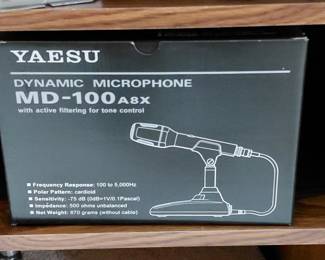 YAESU
DYNAMIC MICROPHONE
MD-100A8X
with active filtering for tone control
■ Frequency Response: 100 to 5,000Hz
■ Polar Pattern: cardioid
■ Sensitivity: -75 dB (0dB=1V/0.1Pascal)
■ Impedance: 500 ohms unbalanced
■ Net Weight: 870 grams (without cable)